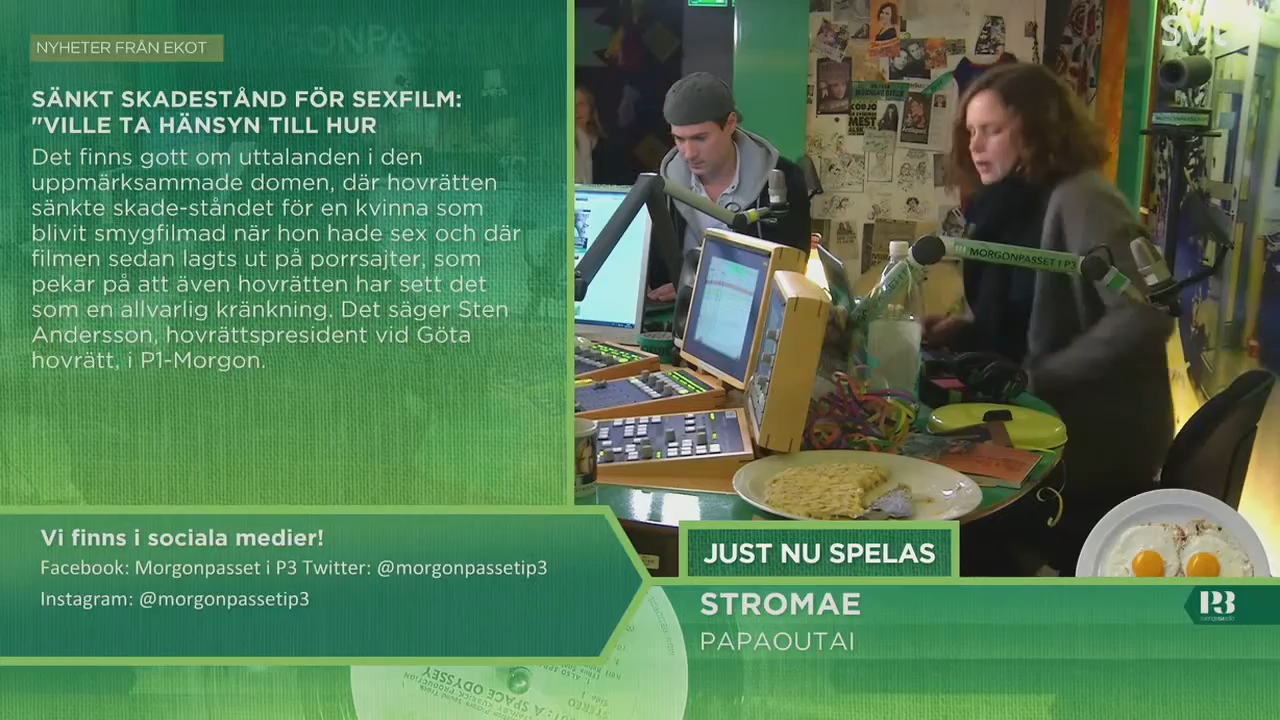 NYHETER FRÅN EKOT
SÄNKT SKADESTÅND FÖR SEXFILM:
"VILLE TA HÄNSYN TILL HUR
Det finns gott om uttalanden i den
uppmärksammade domen, där hovrätten
sänkte skade-ståndet för en kvinna som
blivit smygfilmad när hon hade sex och där
filmen sedan lagts ut på porrsajter, som
pekar på att även hovrätten har sett det
som en allvarlig kränkning. Det säger Sten
Andersson, hovrättspresident vid Göta
hovrätt, i P1-Morgon.
svt
MORGONPASSET I P3
Vi finns i sociala medier!
Facebook: Morgonpasset i P3 Twitter: @morgonpassetip3
Instagram: @morgonpassetip3
JUST NU SPELAS
STROMAE
PAPAOUTAI
P3
A SPACE ODYSSEY
STEREO